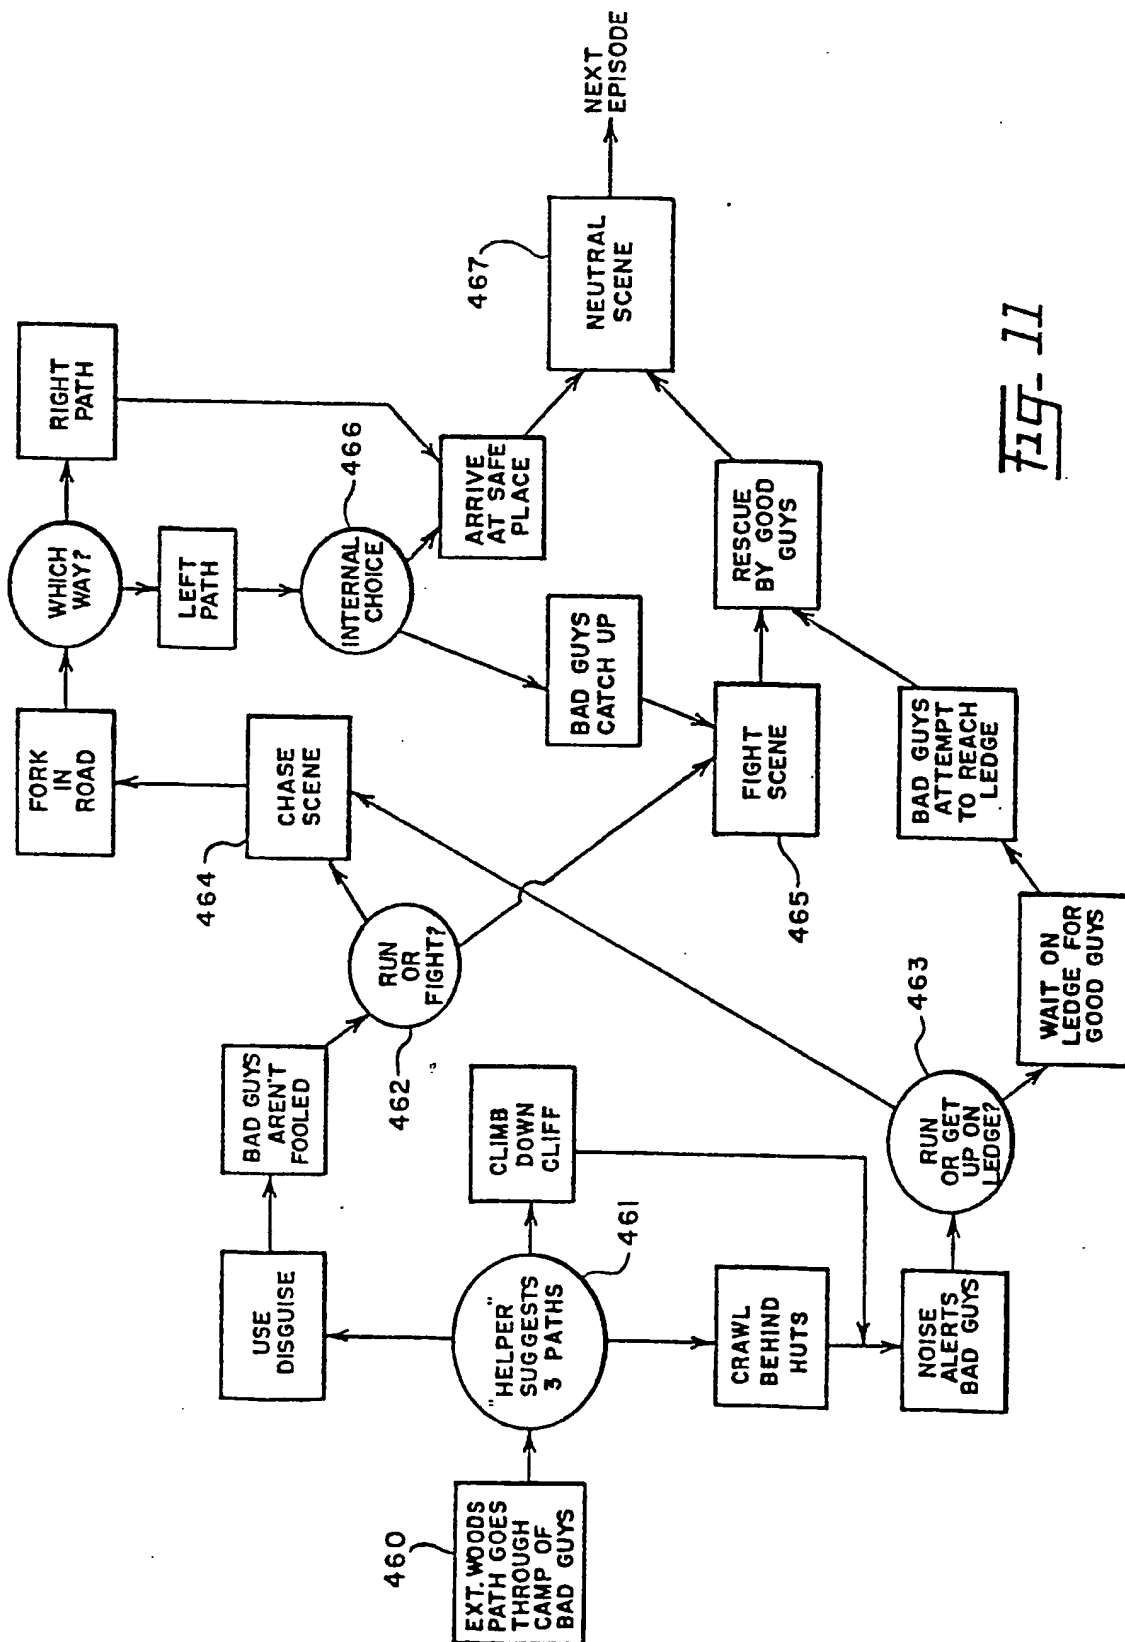 EXT. WOODS
PATH GOES
THROUGH
CAMP OF
BAD GUYS
460
"HELPER"
SUGGESTS
3 PATHS
461
USE
DISGUISE
BAD GUYS
AREN'T
FOOLED
CLIMB
DOWN
CLIFF
CRAWL
BEHIND
HUTS
NOISE
ALERTS
BAD GUYS
RUN
OR
FIGHT?
462
RUN
OR GET
UP ON
LEDGE?
463
CHASE
SCENE
464
FORK
IN
ROAD
WHICH
WAY?
RIGHT
PATH
LEFT
PATH
INTERNAL
CHOICE
466
ARRIVE
AT SAFE
PLACE
BAD GUYS
CATCH UP
FIGHT
SCENE
465
WAIT ON
LEDGE FOR
GOOD GUYS
BAD GUYS
ATTEMPT
TO REACH
LEDGE
RESCUE
BY GOOD
GUYS
NEUTRAL
SCENE
467
NEXT
EPISODE
Fig- 11